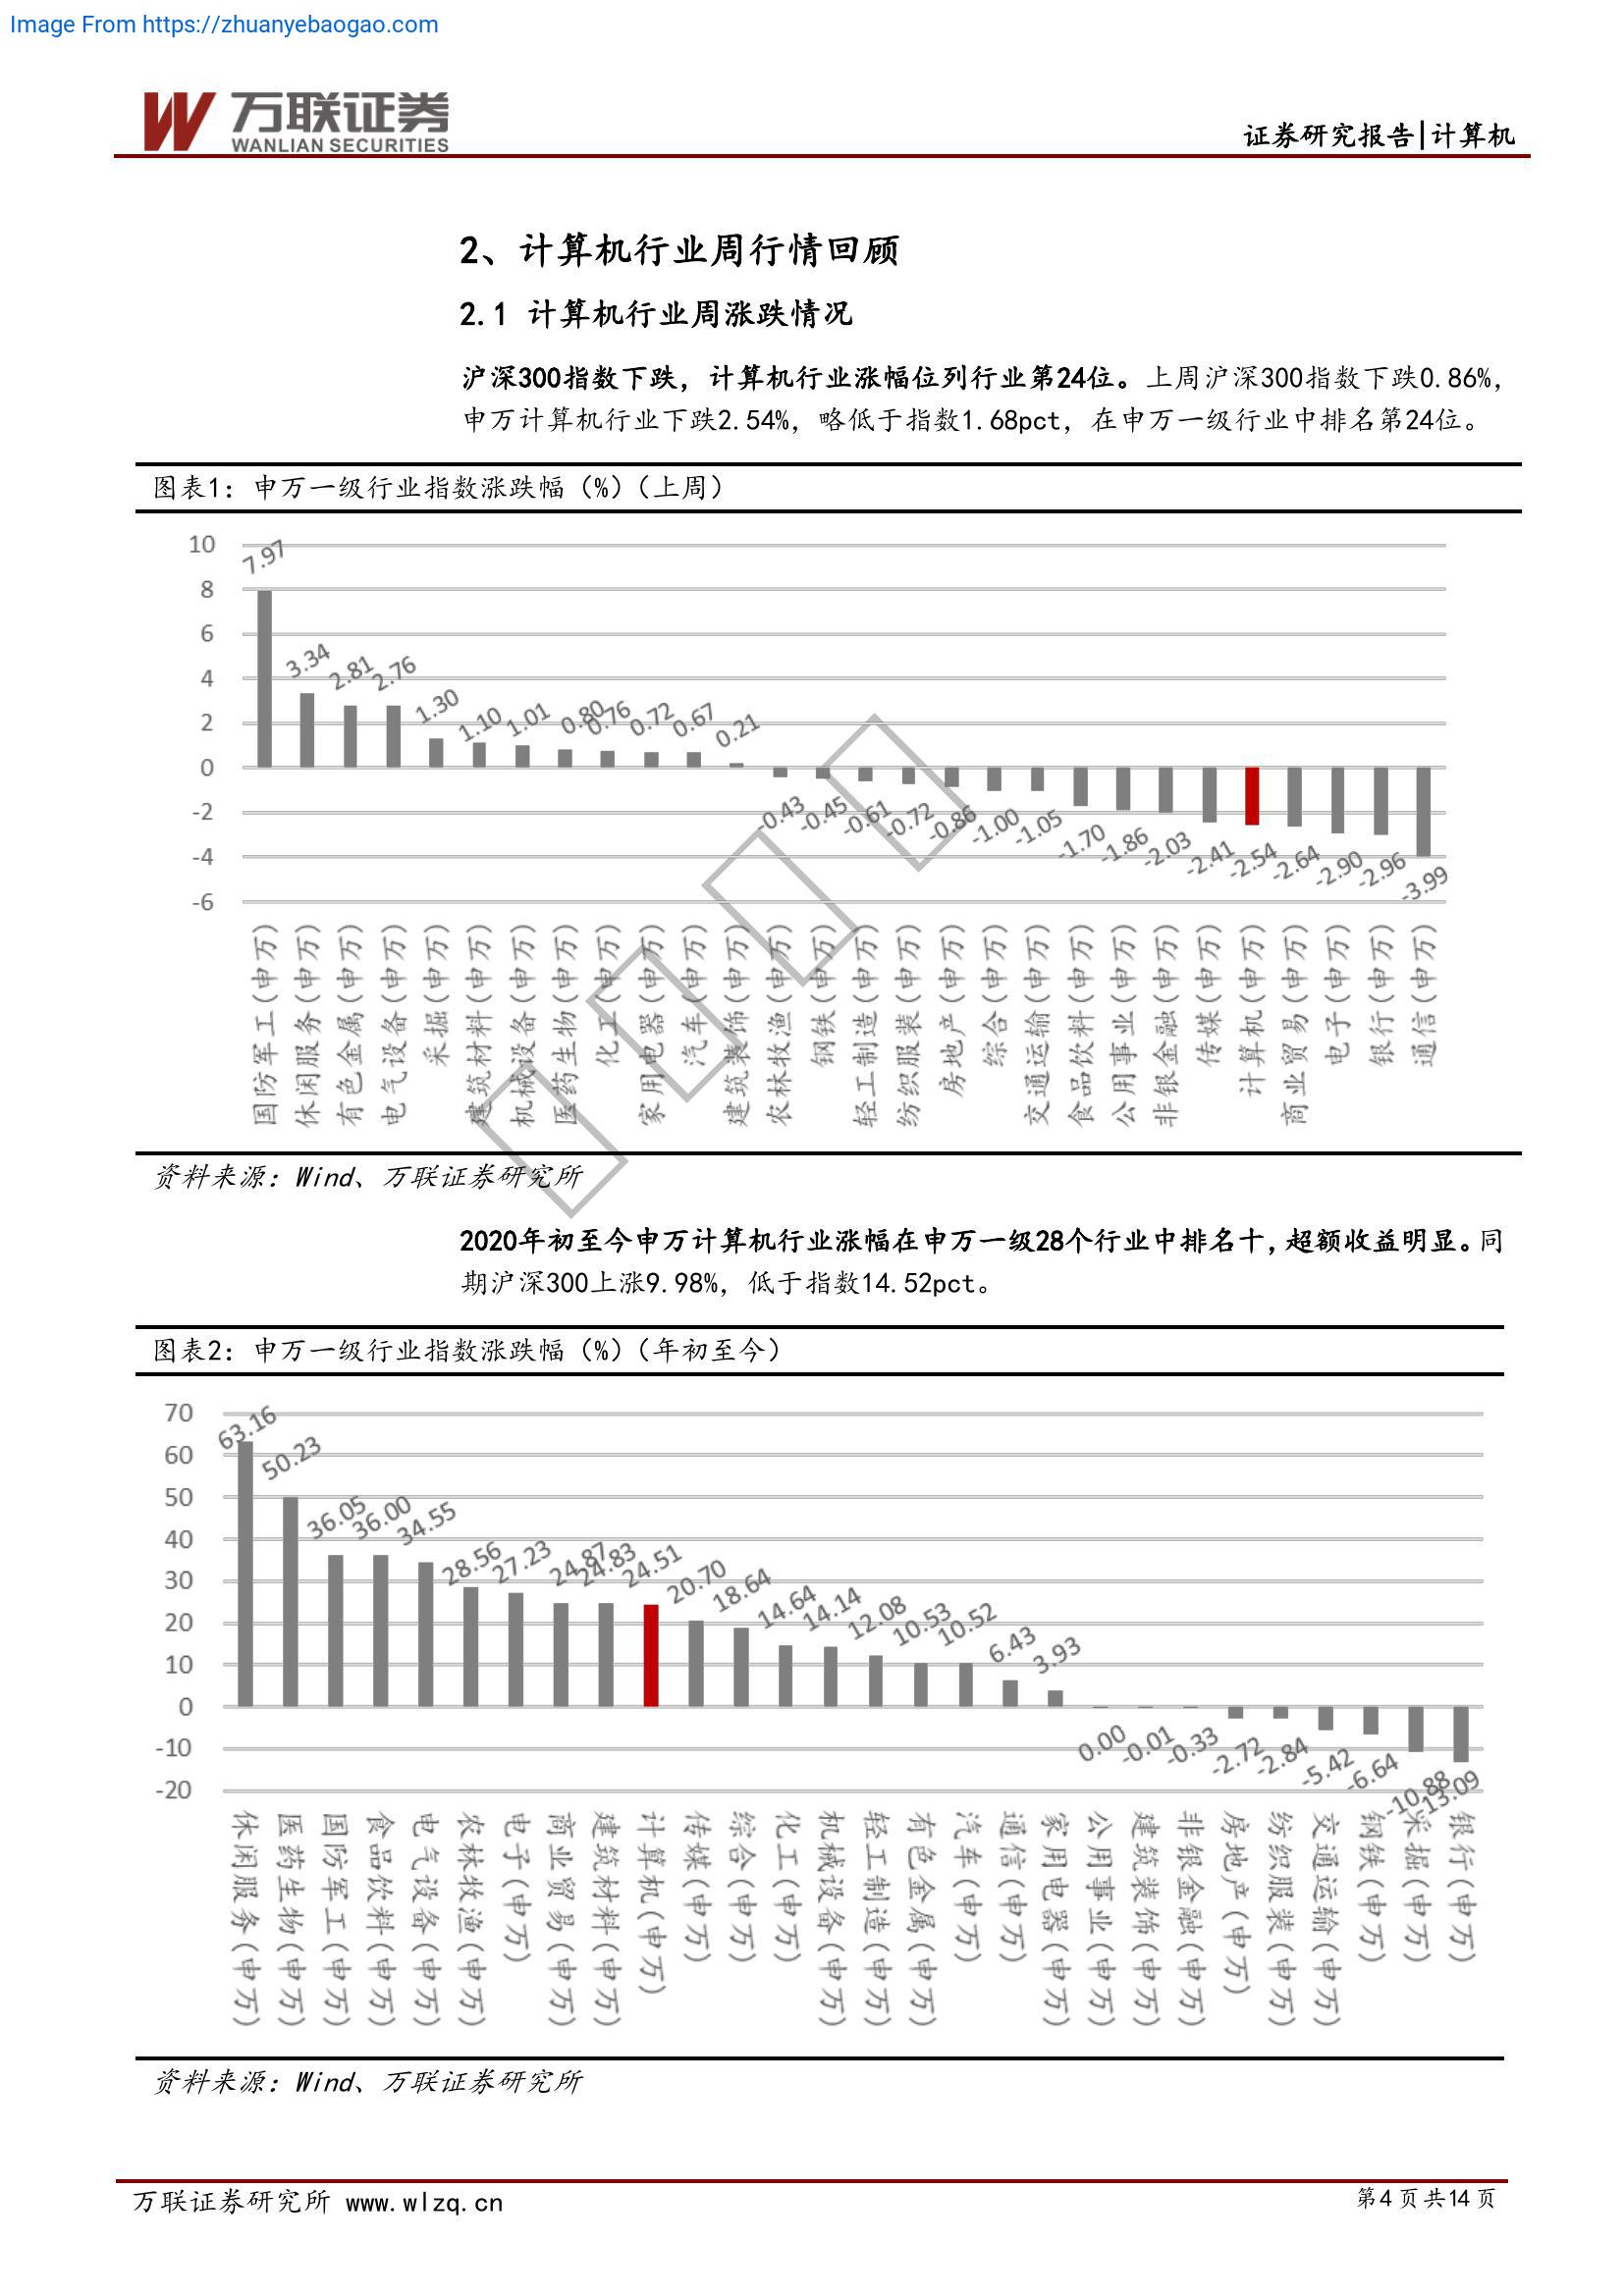 Image From https://zhuanyebaogao.com
万联证券
WANLIAN SECURITIES
证券研究报告|计算机
2、计算机行业周行情回顾
2.1 计算机行业周涨跌情况
沪深300指数下跌，计算机行业涨幅位列行业第24位。上周沪深300指数下跌0.86%，
申万计算机行业下跌2.54%，略低于指数1.68pct，在申万一级行业中排名第24位。
图表1：申万一级行业指数涨跌幅（%）（上周）
10
8
6
4
2
0
-2
-4
-6
7.97
3.34
2.81
2.76
1.30
1.10
1.01
0.80
0.76
0.72
0.67
0.21
-0.43
-0.45
-0.61
-0.72
-0.86
-1.00
-1.05
-1.70
-1.86
-2.03
-2.41
-2.54
-2.64
-2.90
-2.96
-3.99
国防军工(申万)
休闲服务(申万)
有色金属(申万)
电气设备(申万)
采掘(申万)
建筑材料(申万)
机械设备(申万)
医药生物(申万)
化工(申万)
家用电器(申万)
汽车(申万)
建筑装饰(申万)
农林牧渔(申万)
钢铁(申万)
轻工制造(申万)
纺织服装(申万)
房地产(申万)
综合(申万)
交通运输(申万)
食品饮料(申万)
公用事业(申万)
非银金融(申万)
传媒(申万)
计算机(申万)
商业贸易(申万)
电子(申万)
银行(申万)
通信(申万)
资料来源：Wind、万联证券研究所
2020年初至今申万计算机行业涨幅在申万一级28个行业中排名十，超额收益明显。同
期沪深300上涨9.98%，低于指数14.52pct。
图表2：申万一级行业指数涨跌幅（%）（年初至今）
70
60
50
40
30
20
10
0
-10
-20
63.16
50.23
36.05
36.00
34.55
28.56
27.23
24.87
24.83
24.51
20.70
18.64
14.64
14.14
12.08
10.53
10.52
6.43
3.93
0.00
-0.01
-0.33
-2.72
-2.84
-5.42
-6.64
-10.88
-13.09
休闲服务(申万)
医药生物(申万)
国防军工(申万)
食品饮料(申万)
电气设备(申万)
农林牧渔(申万)
电子(申万)
商业贸易(申万)
建筑材料(申万)
计算机(申万)
传媒(申万)
综合(申万)
化工(申万)
机械设备(申万)
轻工制造(申万)
有色金属(申万)
汽车(申万)
通信(申万)
家用电器(申万)
公用事业(申万)
建筑装饰(申万)
非银金融(申万)
房地产(申万)
纺织服装(申万)
交通运输(申万)
钢铁(申万)
采掘(申万)
银行(申万)
资料来源：Wind、万联证券研究所
万联证券研究所 www.wlzq.cn
第4页共14页